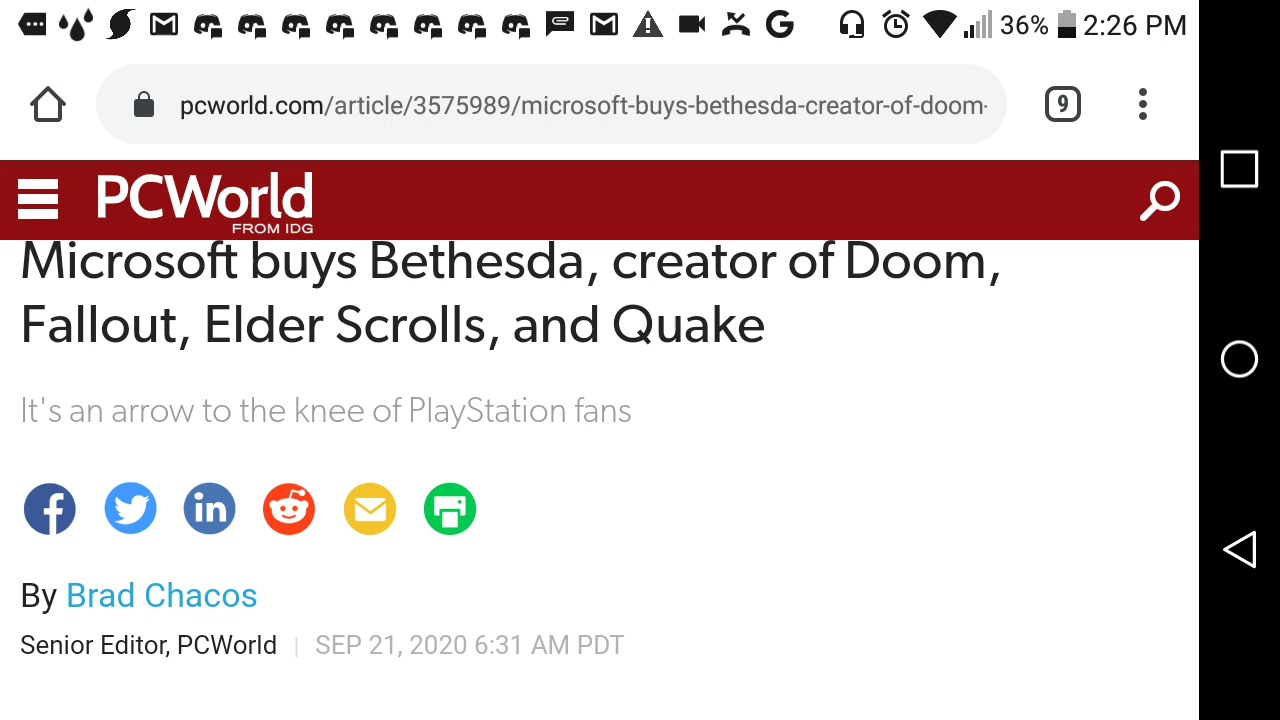 36% 2:26 PM
pcworld.com/article/3575989/microsoft-buys-bethesda-creator-of-doom-
9
PCWorld
FROM IDG
Microsoft buys Bethesda, creator of Doom,
Fallout, Elder Scrolls, and Quake
It's an arrow to the knee of PlayStation fans
By Brad Chacos
Senior Editor, PCWorld | SEP 21, 2020 6:31 AM PDT